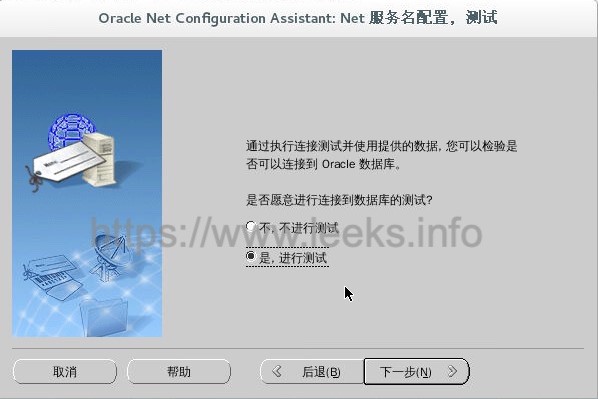 Oracle Net Configuration Assistant: Net 服务名配置，测试
通过执行连接测试并使用提供的数据, 您可以检验是
否可以连接到 Oracle 数据库。
是否愿意进行连接到数据库的测试?
不, 不进行测试
https://www.leeks.info
是, 进行测试
取消
帮助
后退(B)
下一步(N)